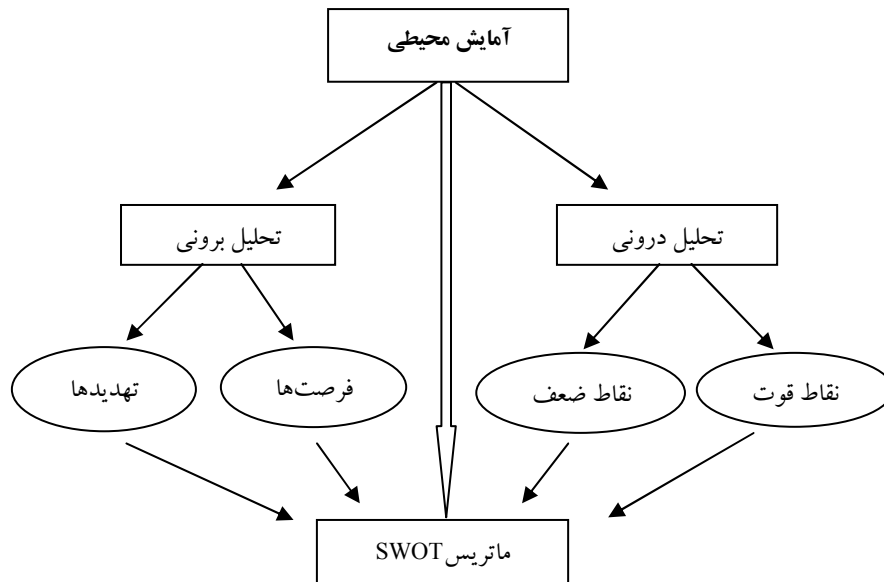 آمایش محیطی
تحلیل درونی
تحلیل برونی
نقاط قوت
نقاط ضعف
فرصت‌ها
تهدیدها
ماتریس SWOT